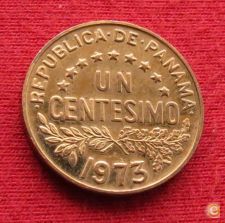 ·REPUBLICA·DE·PANAMA·
UN
CENTESIMO
1973